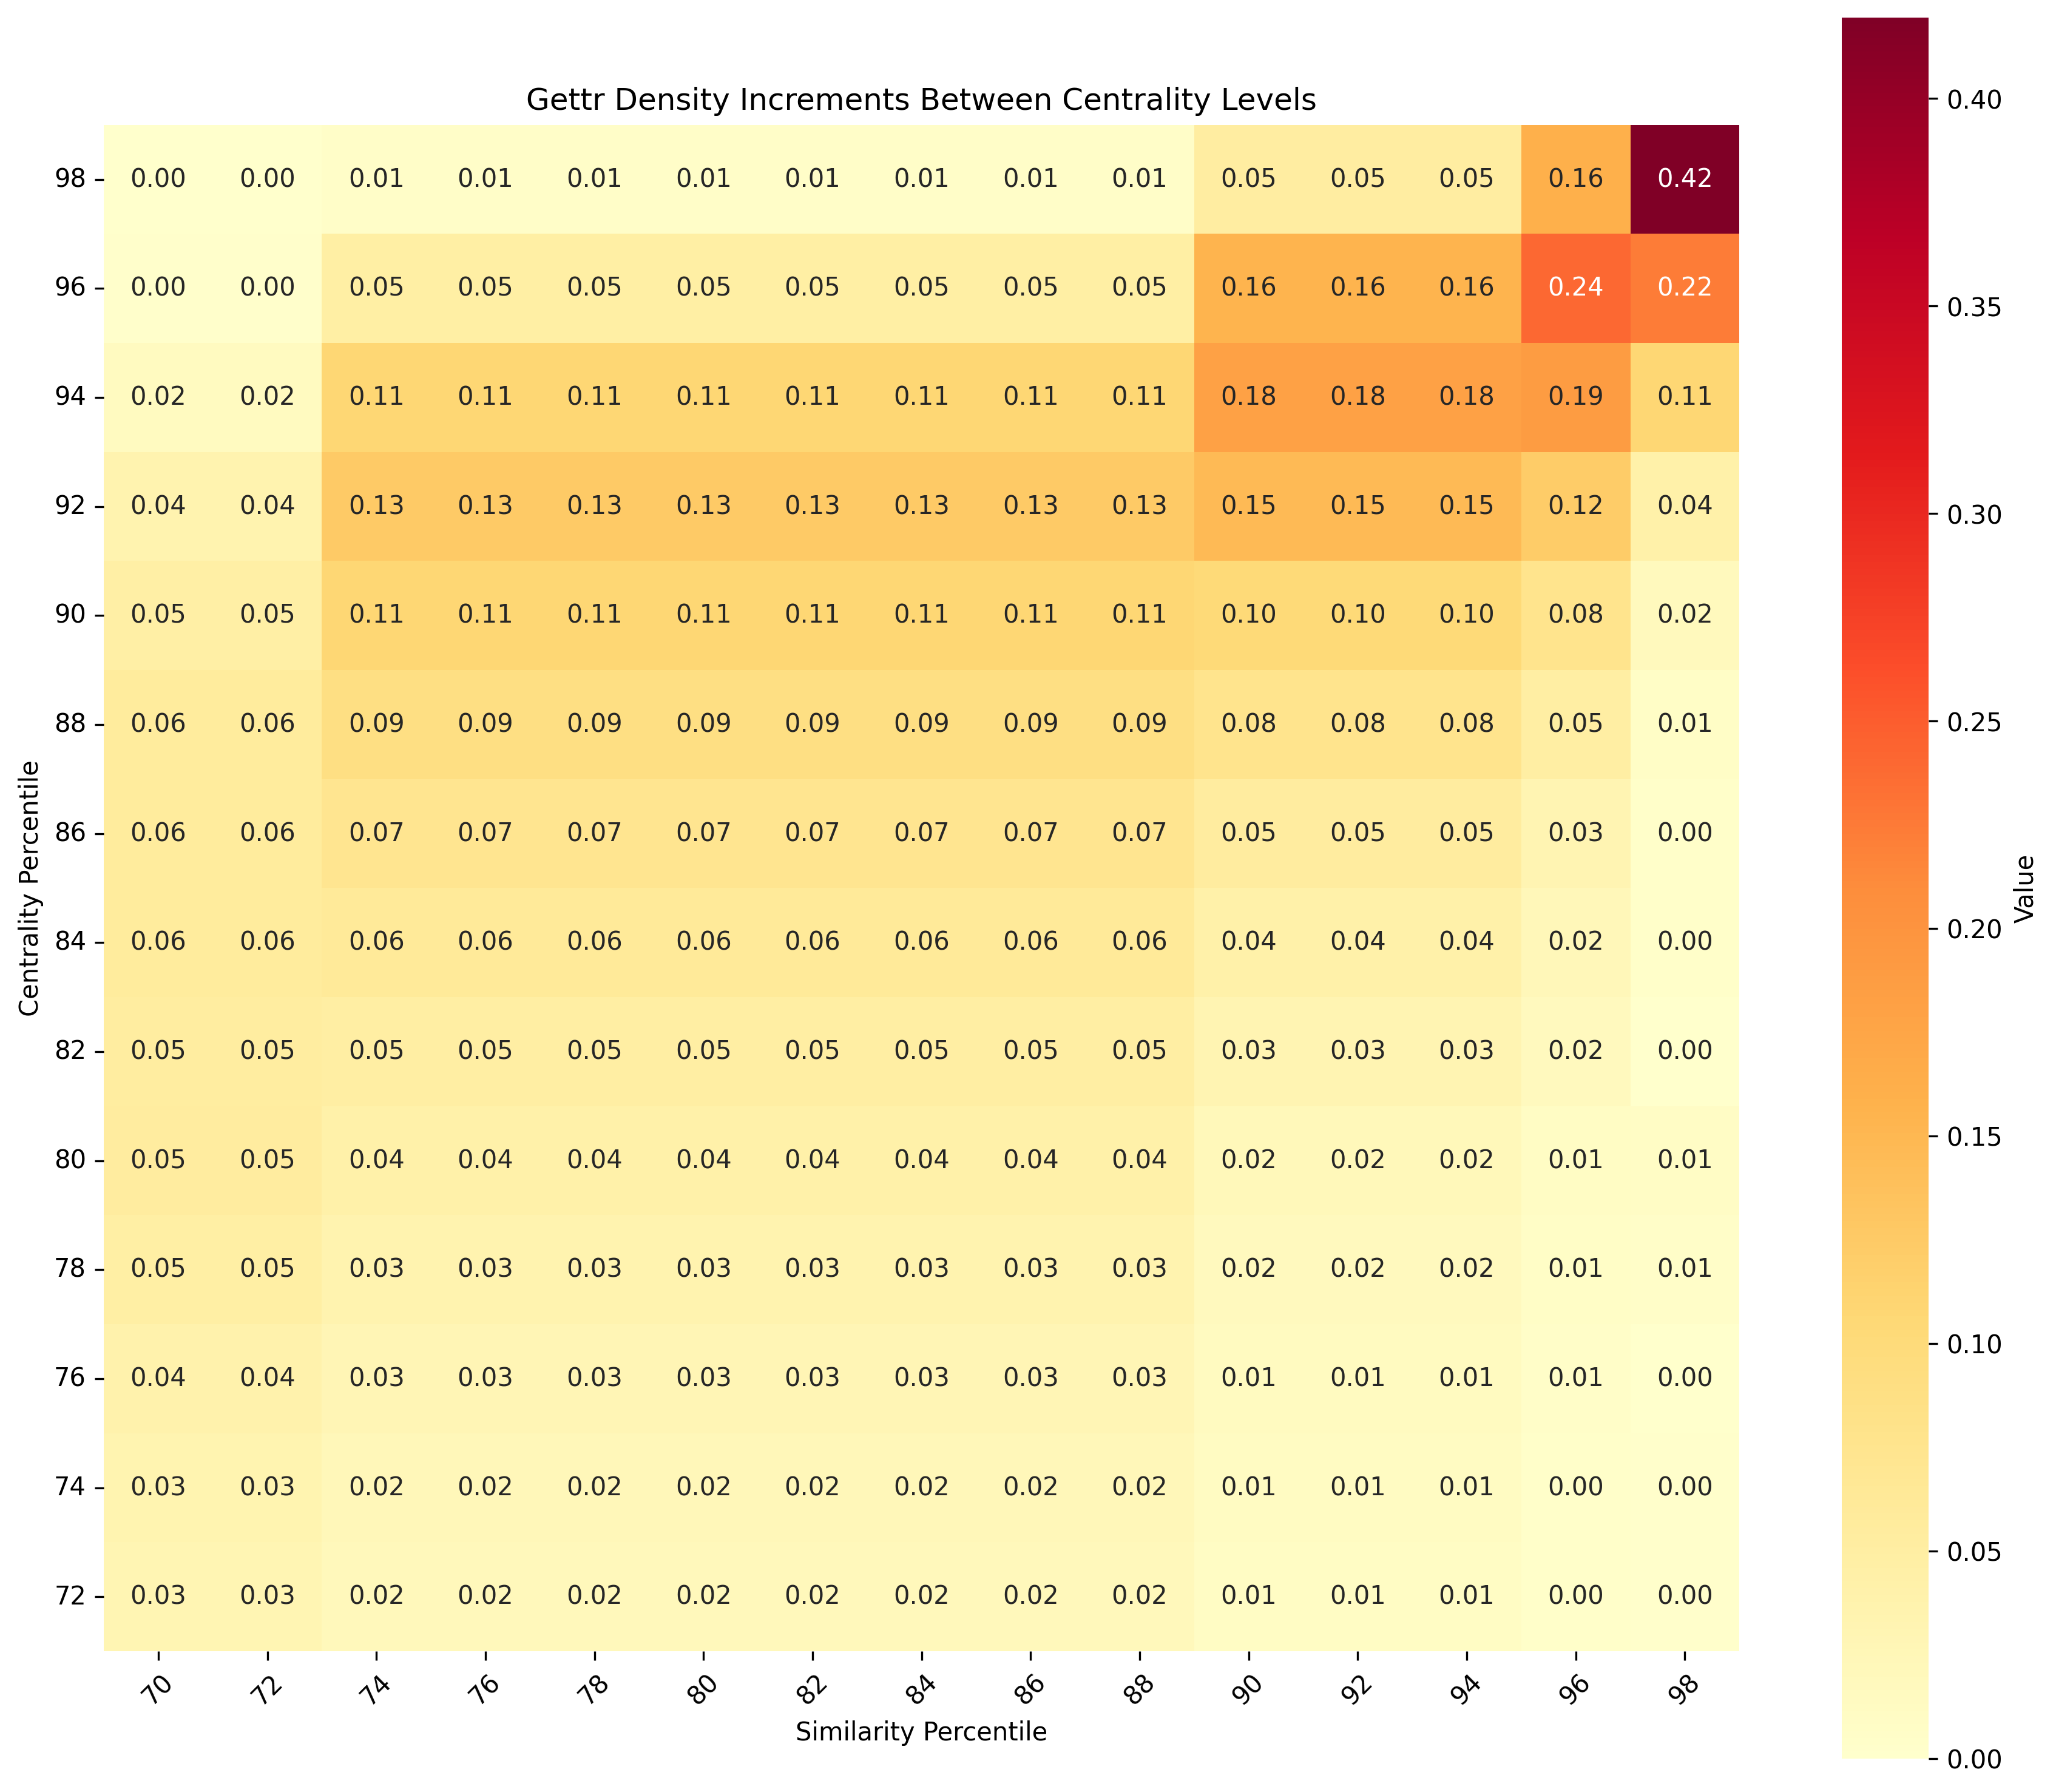 Gettr Density Increments Between Centrality Levels
98 0.00 0.00 0.01 0.01 0.01 0.01 0.01 0.01 0.01 0.01 0.05 0.05 0.05 0.16 0.42
96 0.00 0.00 0.05 0.05 0.05 0.05 0.05 0.05 0.05 0.05 0.16 0.16 0.16 0.24 0.22
94 0.02 0.02 0.11 0.11 0.11 0.11 0.11 0.11 0.11 0.11 0.18 0.18 0.18 0.19 0.11
92 0.04 0.04 0.13 0.13 0.13 0.13 0.13 0.13 0.13 0.13 0.15 0.15 0.15 0.12 0.04
90 0.05 0.05 0.11 0.11 0.11 0.11 0.11 0.11 0.11 0.11 0.10 0.10 0.10 0.08 0.02
88 0.06 0.06 0.09 0.09 0.09 0.09 0.09 0.09 0.09 0.09 0.08 0.08 0.08 0.05 0.01
86 0.06 0.06 0.07 0.07 0.07 0.07 0.07 0.07 0.07 0.07 0.05 0.05 0.05 0.03 0.00
84 0.06 0.06 0.06 0.06 0.06 0.06 0.06 0.06 0.06 0.06 0.04 0.04 0.04 0.02 0.00
82 0.05 0.05 0.05 0.05 0.05 0.05 0.05 0.05 0.05 0.05 0.03 0.03 0.03 0.02 0.00
80 0.05 0.05 0.04 0.04 0.04 0.04 0.04 0.04 0.04 0.04 0.02 0.02 0.02 0.01 0.01
78 0.05 0.05 0.03 0.03 0.03 0.03 0.03 0.03 0.03 0.03 0.02 0.02 0.02 0.01 0.01
76 0.04 0.04 0.03 0.03 0.03 0.03 0.03 0.03 0.03 0.03 0.01 0.01 0.01 0.01 0.00
74 0.03 0.03 0.02 0.02 0.02 0.02 0.02 0.02 0.02 0.02 0.01 0.01 0.01 0.00 0.00
72 0.03 0.03 0.02 0.02 0.02 0.02 0.02 0.02 0.02 0.02 0.01 0.01 0.01 0.00 0.00
70 72 74 76 78 80 82 84 86 88 90 92 94 96 98
Similarity Percentile
Centrality Percentile
0.40
0.35
0.30
0.25
0.20
0.15
0.10
0.05
0.00
Value